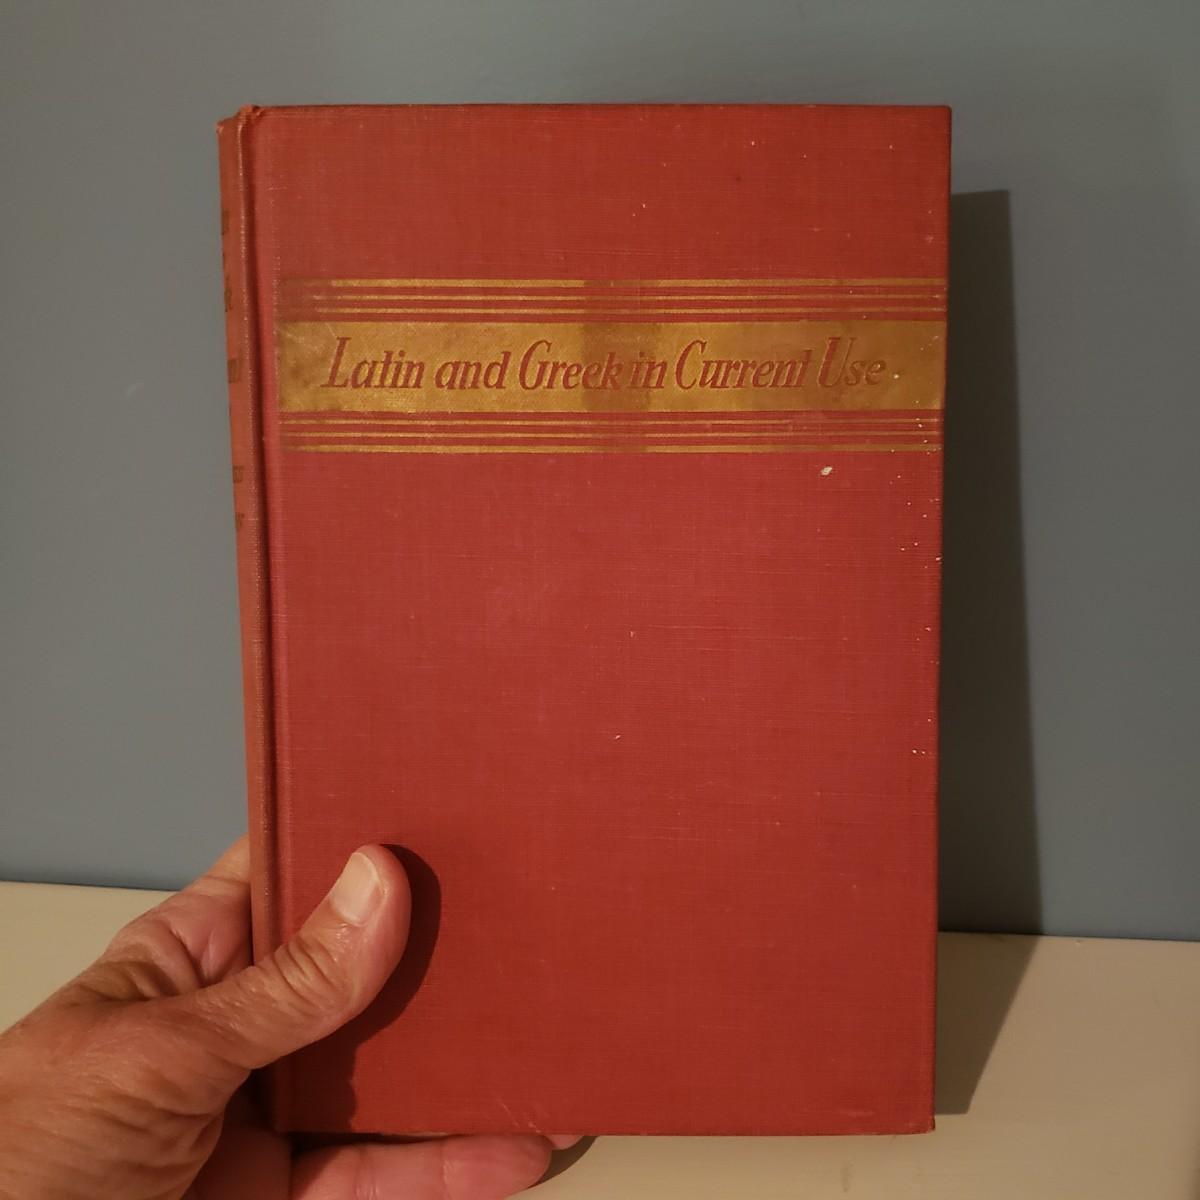 Latin and Greek in Current Use